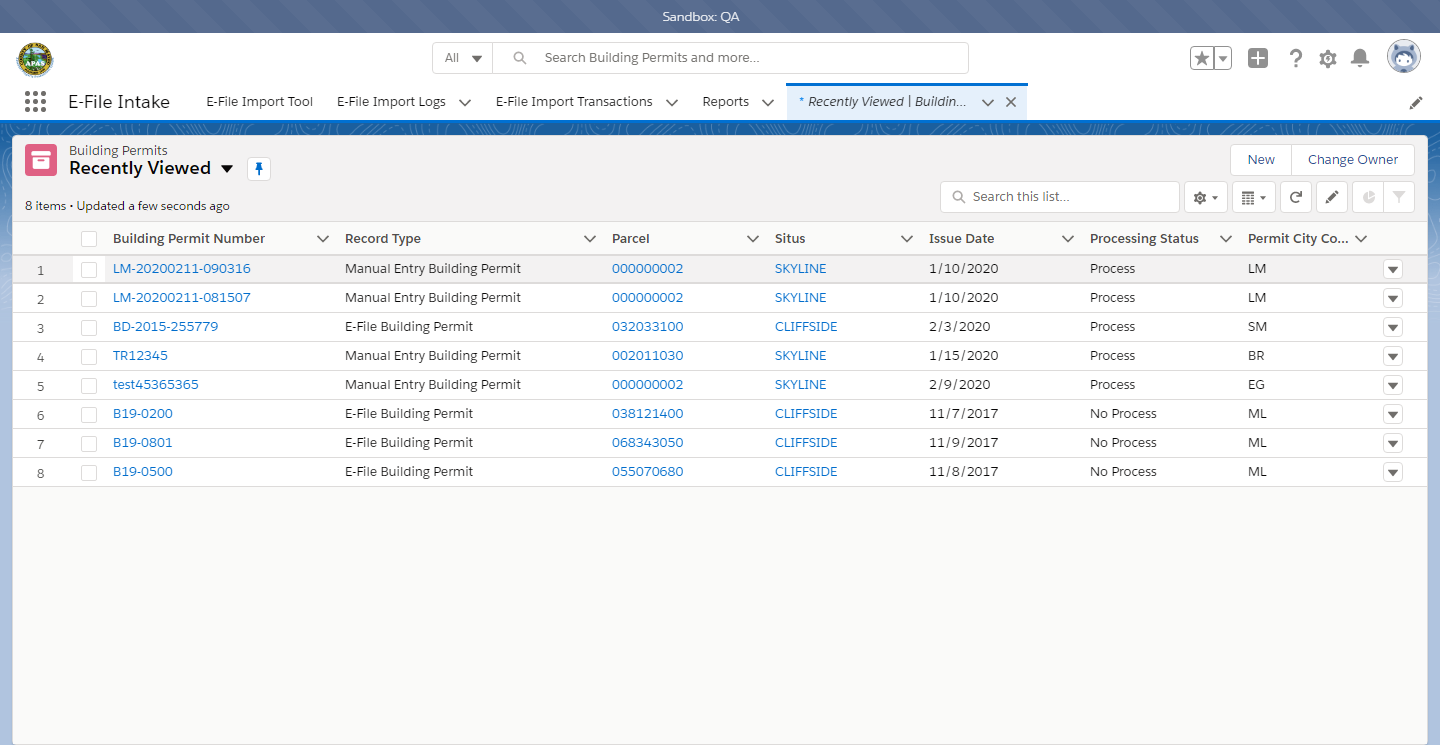 Sandbox: QA
APAS
All Search Building Permits and more...
E-File Intake E-File Import Tool E-File Import Logs E-File Import Transactions Reports * Recently Viewed | Buildin...
Building Permits
Recently Viewed
New Change Owner
8 items • Updated a few seconds ago
Search this list...
Building Permit Number Record Type Parcel Situs Issue Date Processing Status Permit City Co...
1 LM-20200211-090316 Manual Entry Building Permit 000000002 SKYLINE 1/10/2020 Process LM
2 LM-20200211-081507 Manual Entry Building Permit 000000002 SKYLINE 1/10/2020 Process LM
3 BD-2015-255779 E-File Building Permit 032033100 CLIFFSIDE 2/3/2020 Process SM
4 TR12345 Manual Entry Building Permit 002011030 SKYLINE 1/15/2020 Process BR
5 test45365365 Manual Entry Building Permit 000000002 SKYLINE 2/9/2020 Process EG
6 B19-0200 E-File Building Permit 038121400 CLIFFSIDE 11/7/2017 No Process ML
7 B19-0801 E-File Building Permit 068343050 CLIFFSIDE 11/9/2017 No Process ML
8 B19-0500 E-File Building Permit 055070680 CLIFFSIDE 11/8/2017 No Process ML